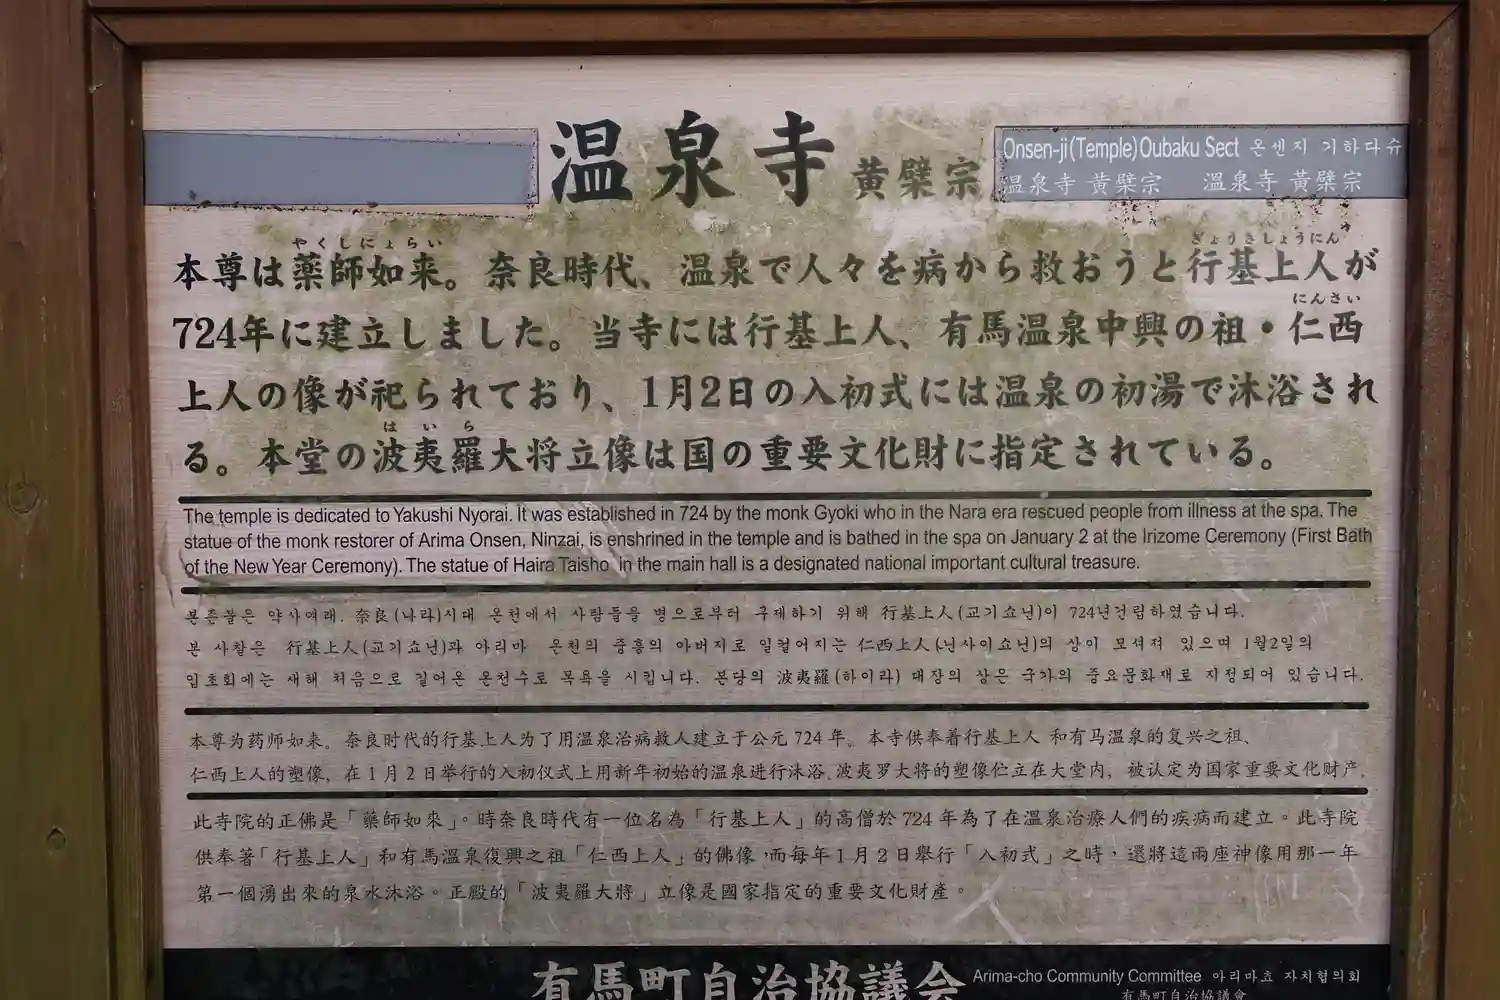 温泉寺 黄檗宗
Onsen-ji(Temple)Oubaku Sect 온센지 기하다슈
温泉寺 黄檗宗 溫泉寺 黃檗宗
やくしにょらい ぎょうきしょうにん
本尊は薬師如来。奈良時代、温泉で人々を病から救おうと行基上人が
にんさい
724年に建立しました。当寺には行基上人、有馬温泉中興の祖・仁西
上人の像が祀られており、1月2日の入初式には温泉の初湯で沐浴され
はいら
る。本堂の波夷羅大将立像は国の重要文化財に指定されている。
The temple is dedicated to Yakushi Nyorai. It was established in 724 by the monk Gyoki who in the Nara era rescued people from illness at the spa. The
statue of the monk restorer of Arima Onsen, Ninzai, is enshrined in the temple and is bathed in the spa on January 2 at the Irizome Ceremony (First Bath
of the New Year Ceremony). The statue of Haira Taisho in the main hall is a designated national important cultural treasure.
본존불은 약사여래. 奈良(나라)시대 온천에서 사람들을 병으로부터 구제하기 위해 行基上人(교기쇼닌)이 724년건립하였습니다.
본 사찰은 行基上人(교기쇼닌)과 아리마 온천의 중흥의 아버지로 일컬어지는 仁西上人(닌사이쇼닌)의 상이 모셔져 있으며 1월2일의
입초회에는 새해 처음으로 길어온 온천수로 목욕을 시킵니다. 본당의 波夷羅(하이라) 대장의 상은 국가의 중요문화재로 지정되어 있습니다.
本尊为药师如来。奈良时代的行基上人为了用温泉治病救人建立于公元 724 年。本寺供奉着行基上人 和有马温泉的复兴之祖、
仁西上人的塑像，在 1 月 2 日举行的入初仪式上用新年初始的温泉进行沐浴。波夷罗大将的塑像伫立在大堂内，被认定为国家重要文化财产。
此寺院的正佛是「藥師如來」。時奈良時代有一位名為「行基上人」的高僧於 724 年為了在溫泉治療人們的疾病而建立。此寺院
供奉著「行基上人」和有馬溫泉復興之祖「仁西上人」的佛像，而每年 1 月 2 日舉行「入初式」之時，還將這兩座神像用那一年
第一個湧出來的泉水沐浴。正殿的「波夷羅大將」立像是國家指定的重要文化財產。
有馬町自治協議会 Arima-cho Community Committee 아리마쵸 자치협의회
有馬町自治協議會